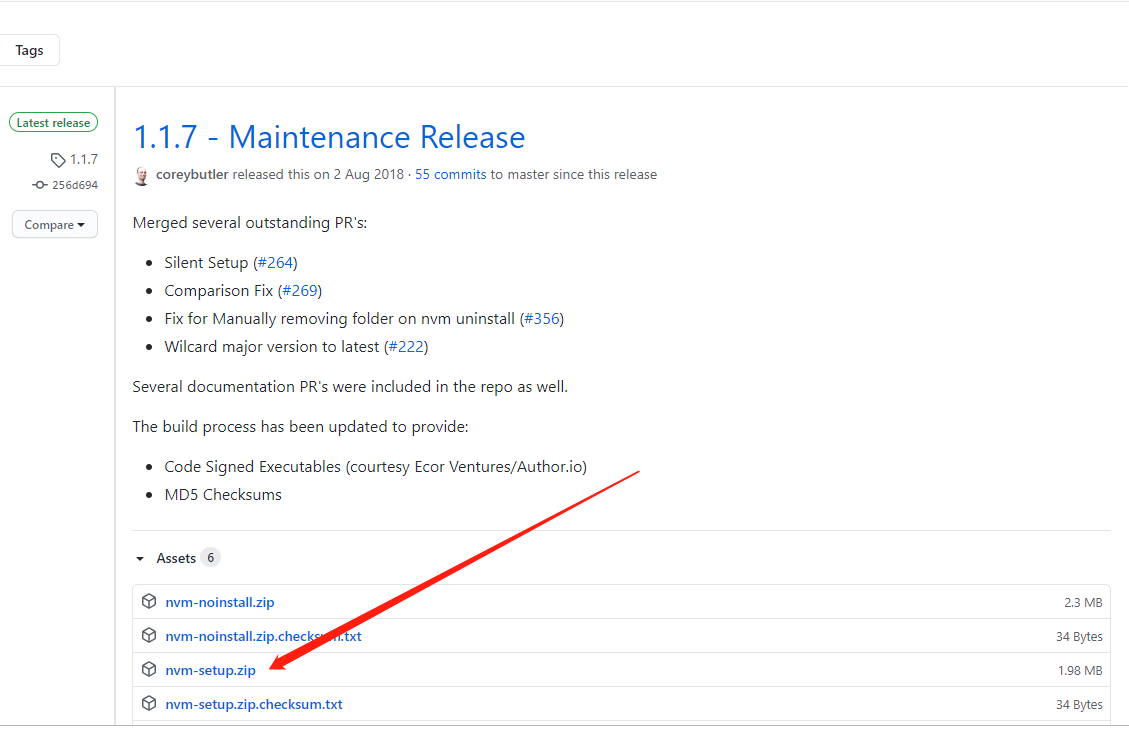 Tags
Latest release
1.1.7
256d694
Compare
1.1.7 - Maintenance Release
coreybutler released this on 2 Aug 2018 · 55 commits to master since this release
Merged several outstanding PR's:
• Silent Setup (#264)
• Comparison Fix (#269)
• Fix for Manually removing folder on nvm uninstall (#356)
• Wilcard major version to latest (#222)
Several documentation PR's were included in the repo as well.
The build process has been updated to provide:
• Code Signed Executables (courtesy Ecor Ventures/Author.io)
• MD5 Checksums
Assets 6
nvm-noinstall.zip 2.3 MB
nvm-noinstall.zip.checksum.txt 34 Bytes
nvm-setup.zip 1.98 MB
nvm-setup.zip.checksum.txt 34 Bytes